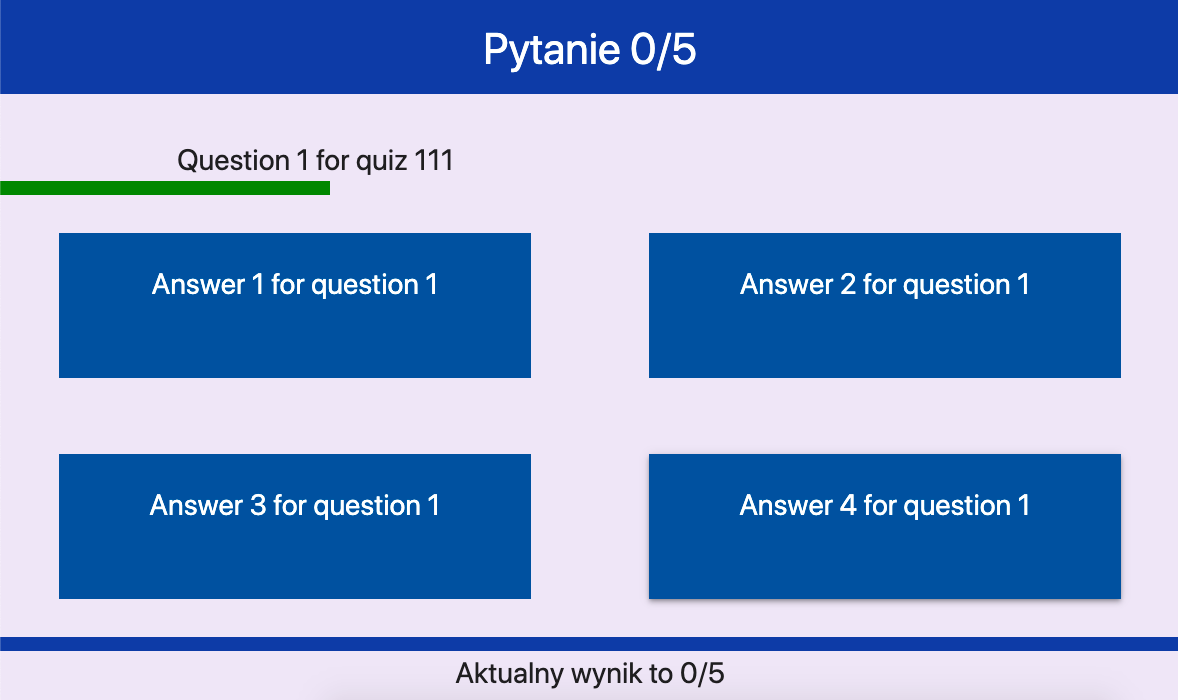 Pytanie 0/5
Question 1 for quiz 111
Answer 1 for question 1
Answer 2 for question 1
Answer 3 for question 1
Answer 4 for question 1
Aktualny wynik to 0/5